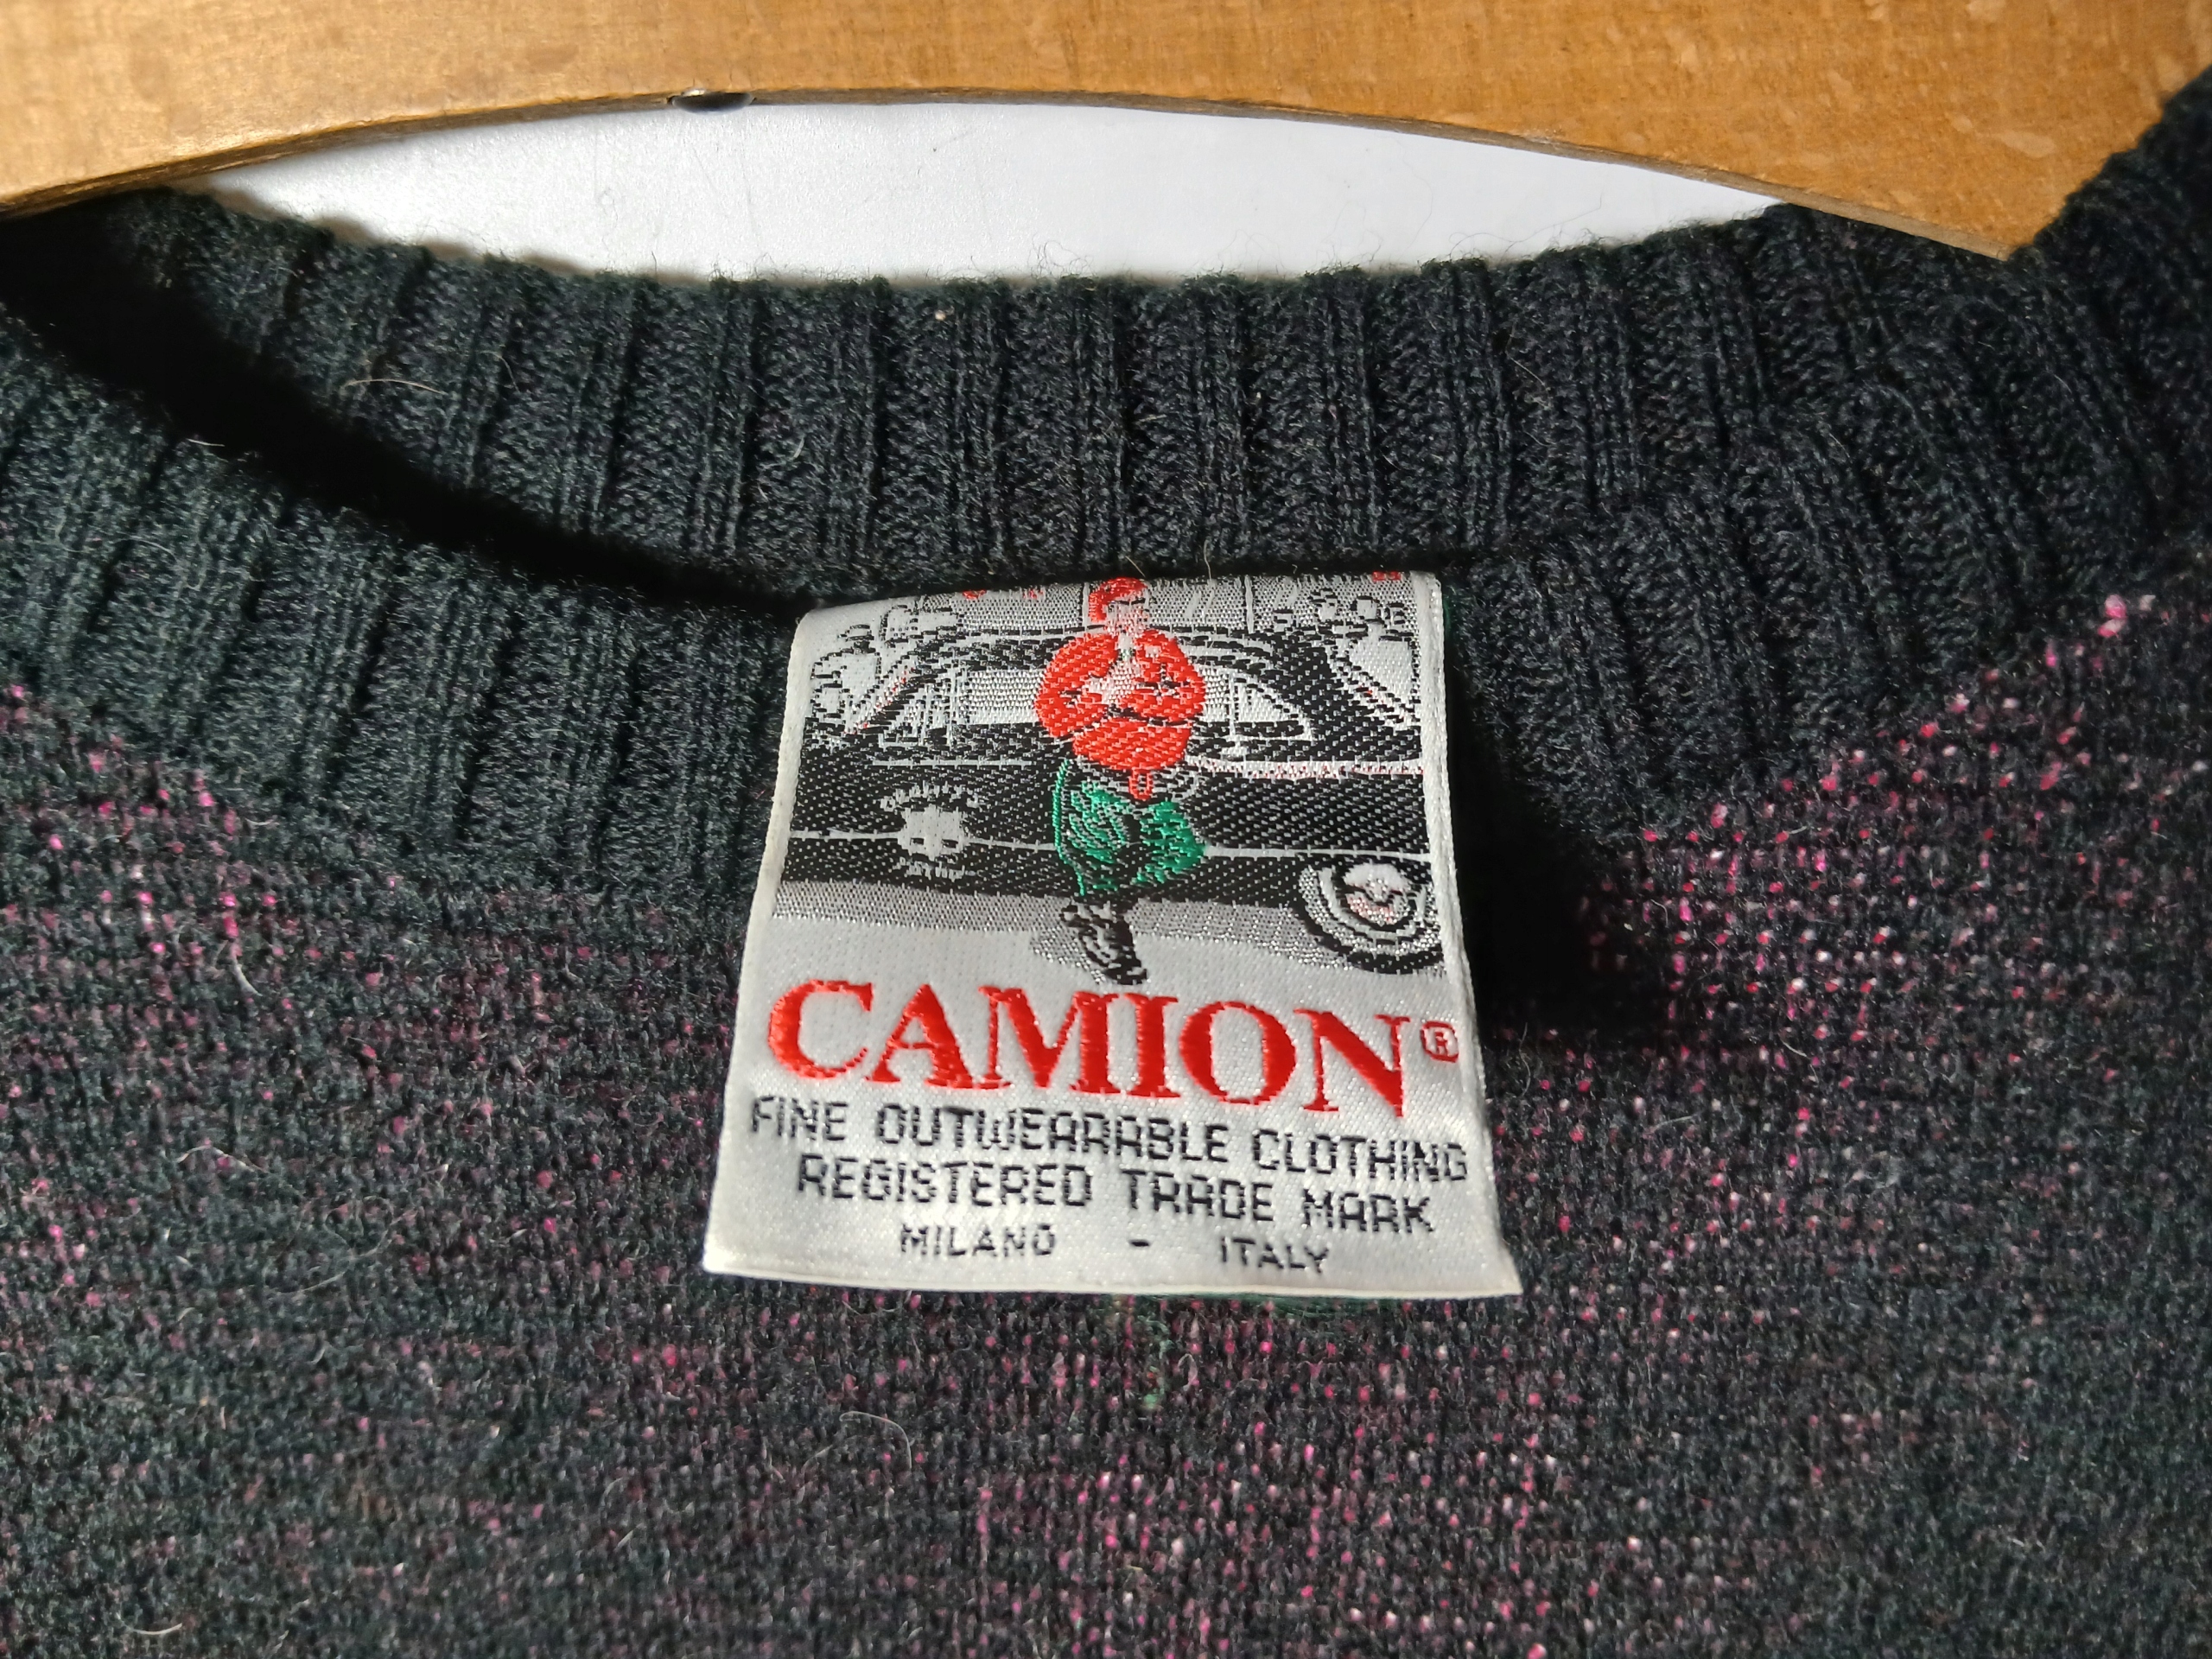 CAMION®
FINE OUTWEARABLE CLOTHING
REGISTERED TRADE MARK
MILANO - ITALY